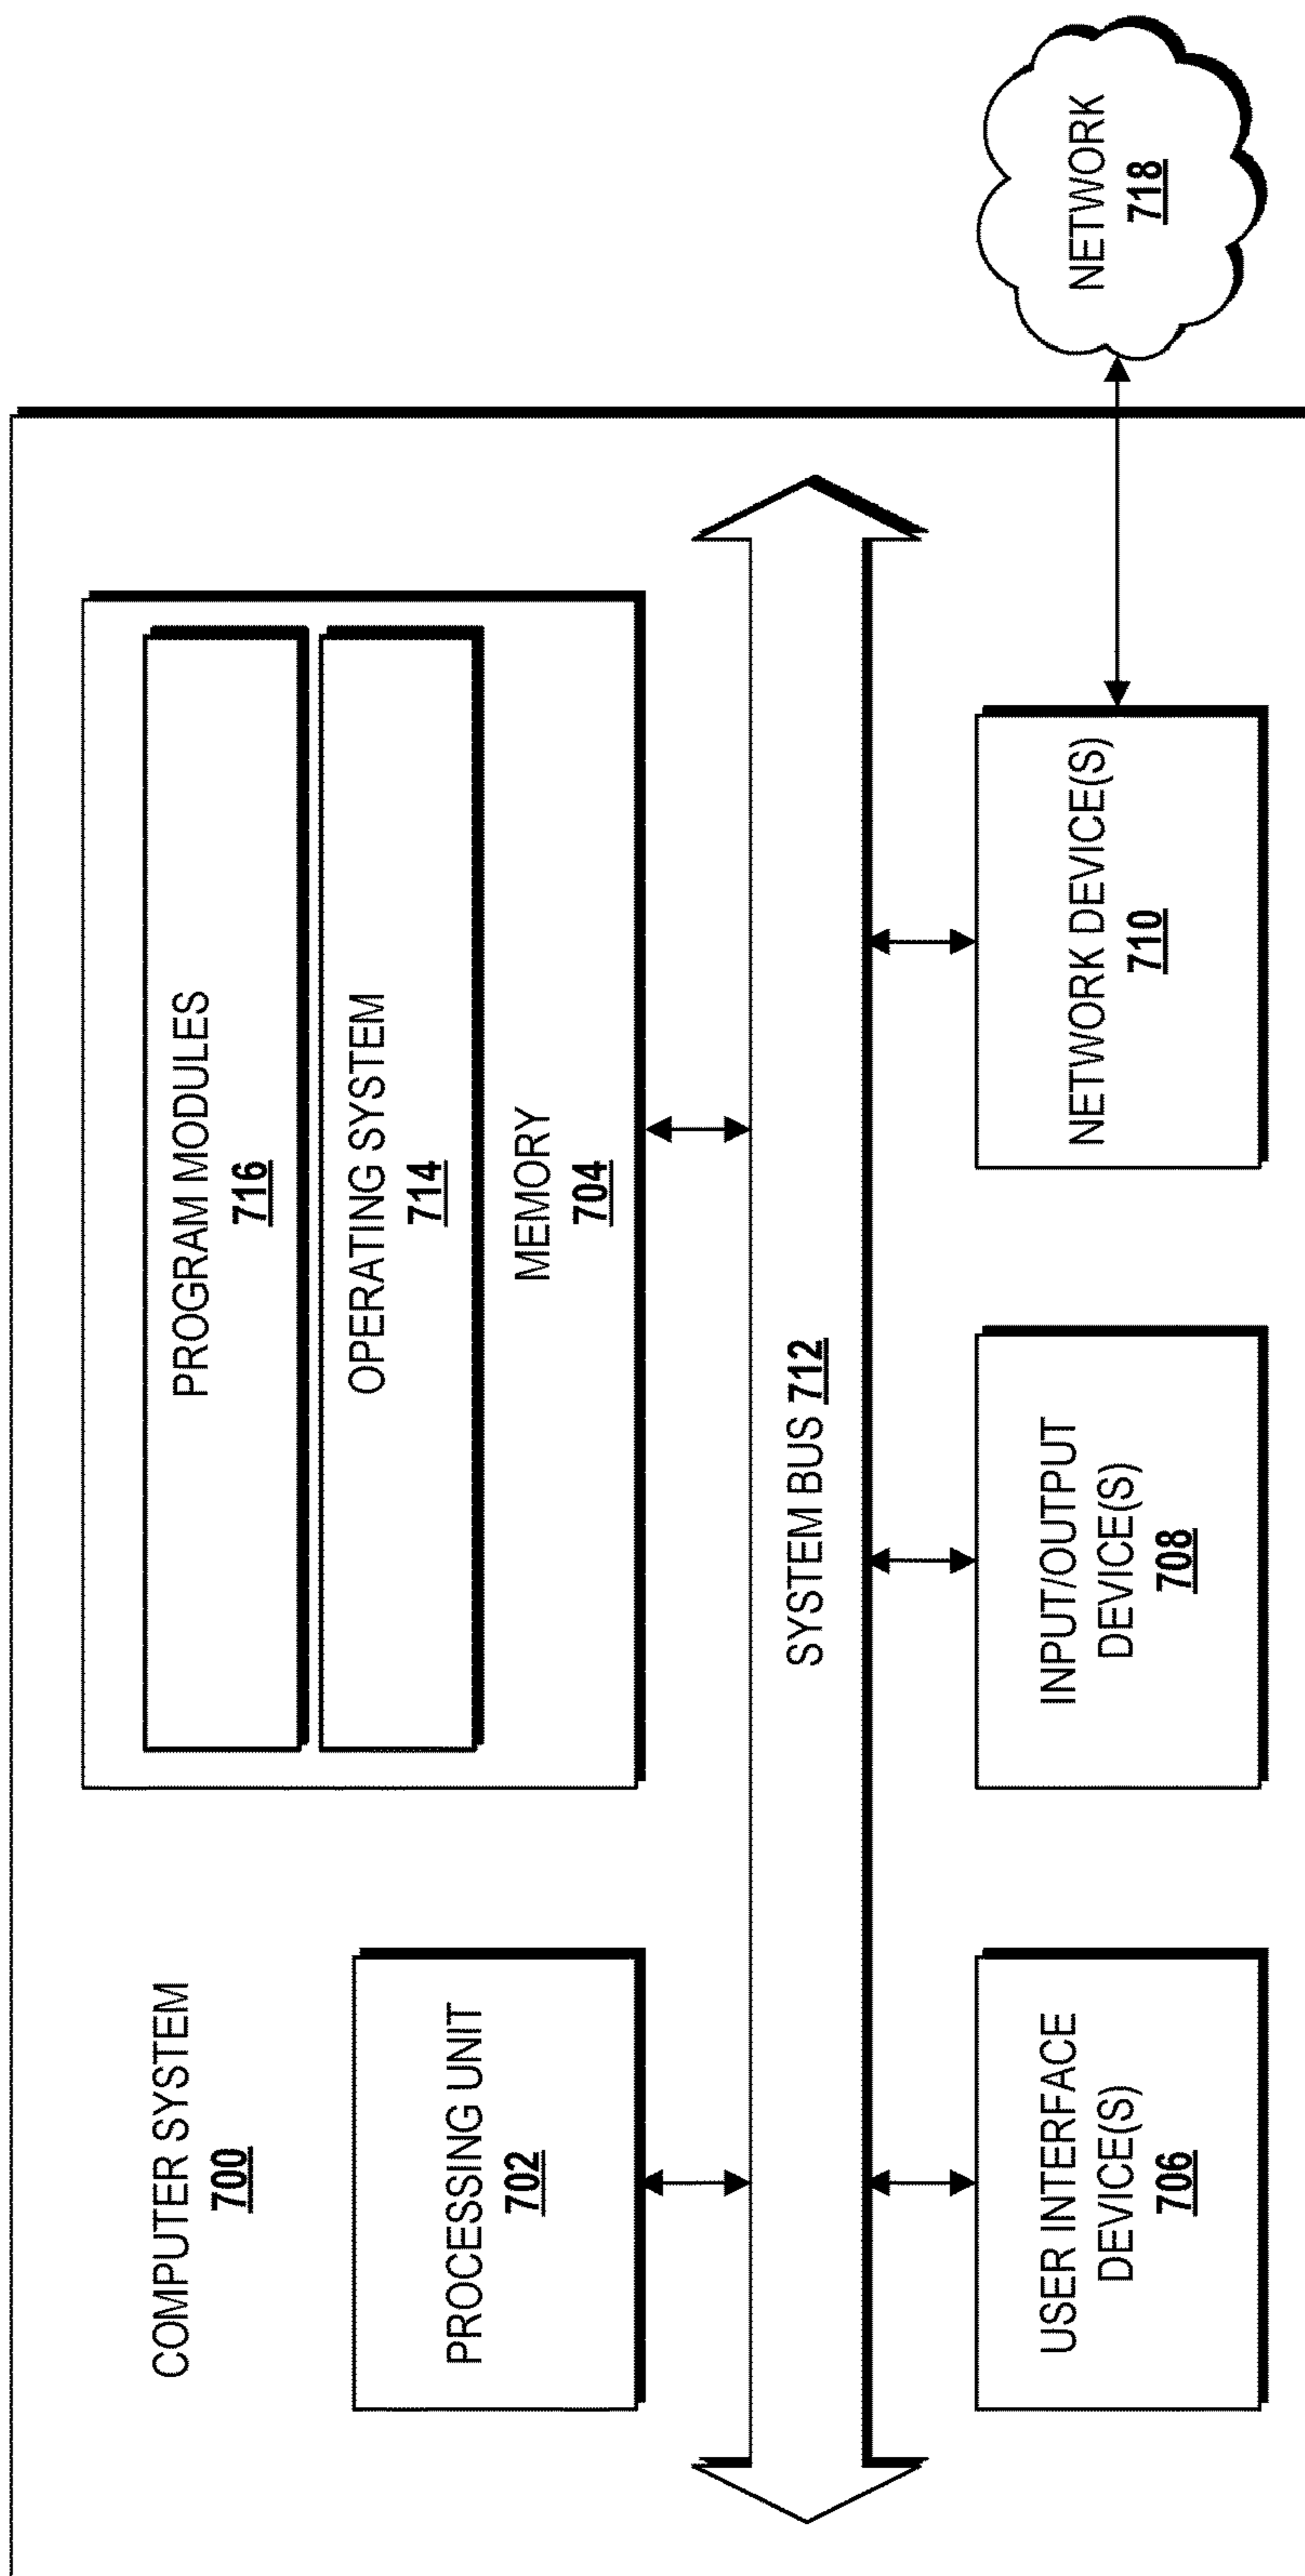 COMPUTER SYSTEM
700
PROCESSING UNIT
702
PROGRAM MODULES
716
OPERATING SYSTEM
714
MEMORY
704
SYSTEM BUS 712
USER INTERFACE
DEVICE(S)
706
INPUT/OUTPUT
DEVICE(S)
708
NETWORK DEVICE(S)
710
NETWORK
718